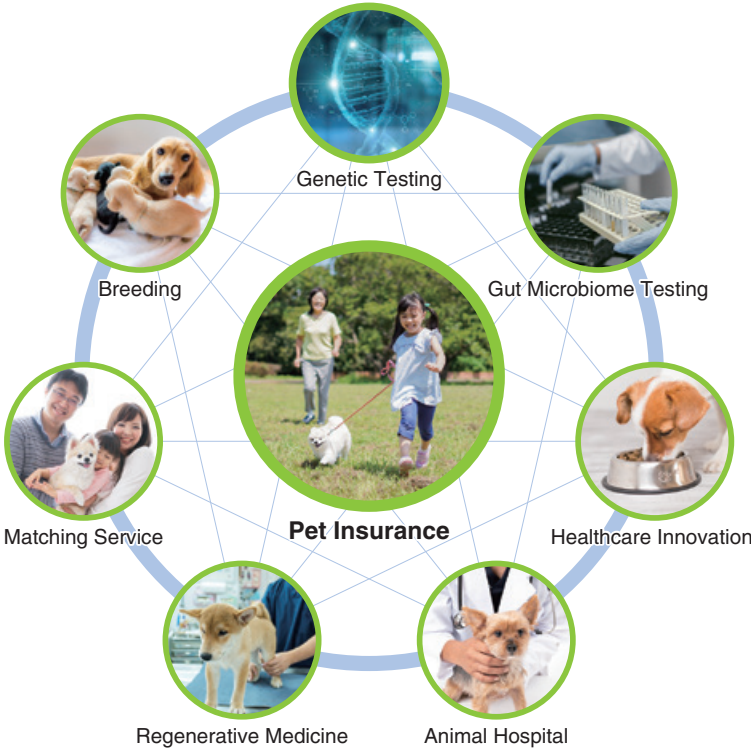 Genetic Testing
Breeding
Gut Microbiome Testing
Pet Insurance
Matching Service
Healthcare Innovation
Regenerative Medicine
Animal Hospital